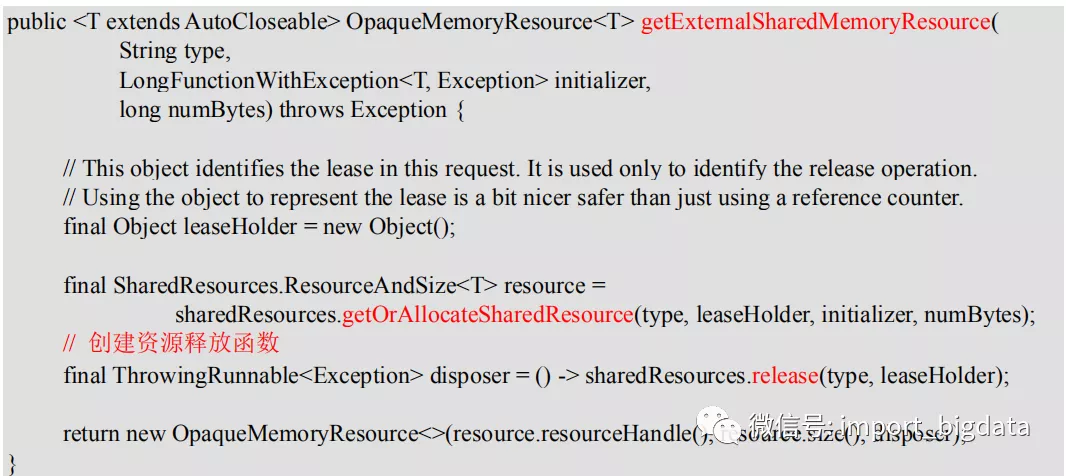 public <T extends AutoCloseable> OpaqueMemoryResource<T> getExternalSharedMemoryResource(
String type,
LongFunctionWithException<T, Exception> initializer,
long numBytes) throws Exception {
// This object identifies the lease in this request. It is used only to identify the release operation.
// Using the object to represent the lease is a bit nicer safer than just using a reference counter.
final Object leaseHolder = new Object();
final SharedResources.ResourceAndSize<T> resource =
sharedResources.getOrAllocateSharedResource(type, leaseHolder, initializer, numBytes);
// 创建资源释放函数
final ThrowingRunnable<Exception> disposer = () -> sharedResources.release(type, leaseHolder);
return new OpaqueMemoryResource<>(resource.resourceHandle(), resource.size(), disposer);
微信号: import_bigdata
}